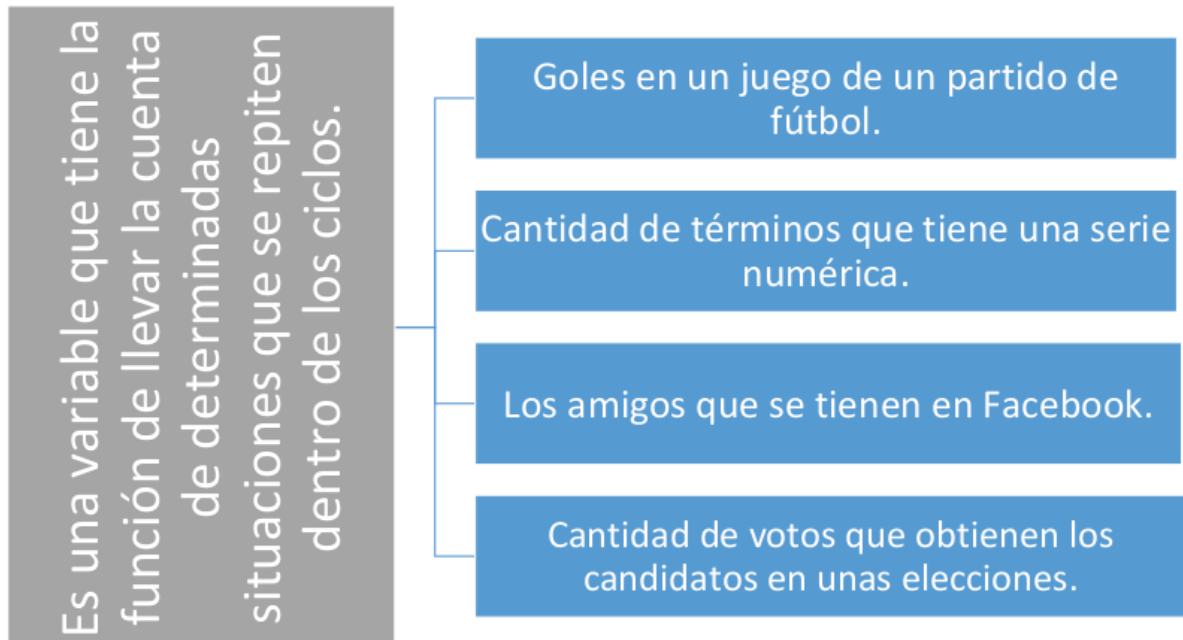 Es una variable que tiene la
función de llevar la cuenta
de determinadas
situaciones que se repiten
dentro de los ciclos.
Goles en un juego de un partido de
fútbol.
Cantidad de términos que tiene una serie
numérica.
Los amigos que se tienen en Facebook.
Cantidad de votos que obtienen los
candidatos en unas elecciones.